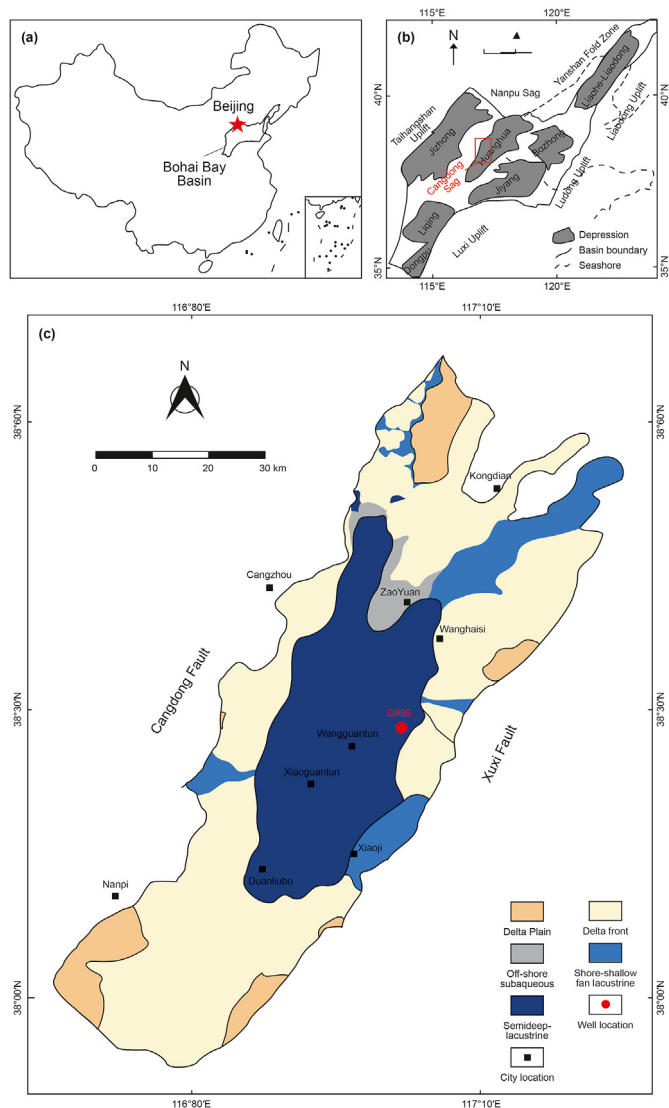 (a)
Beijing
Bohai Bay
Basin
(b)
115°E
120°E
N
Nanpu Sag
Yanshan Fold Zone
Liaohe-Liaodong
Liaodong Uplift
40°N
40°N
Taihangshan
Uplift
Jizhong
Huanghua
Bozhong
Cangdong
Sag
Jiyang
Ludong Uplift
Liqing
Luxi Uplift
Dongpu
Depression
Basin boundary
Seashore
35°N
35°N
115°E
120°E
116°80'E
117°10'E
(c)
N
0
10
20
30 km
38°60'N
38°60'N
Kongdian
Cangzhou
ZaoYuan
Wanghaisi
Cangdong Fault
38°30'N
38°30'N
G995
Wangguantun
Xuxi Fault
Xiaoguantun
Xiaoji
Duanliubo
Nanpi
Delta Plain
Delta front
Off-shore
subaqueous
Shore-shallow
fan lacustrine
Semideep-
lacustrine
Well location
City location
38°00'N
38°00'N
116°80'E
117°10'E